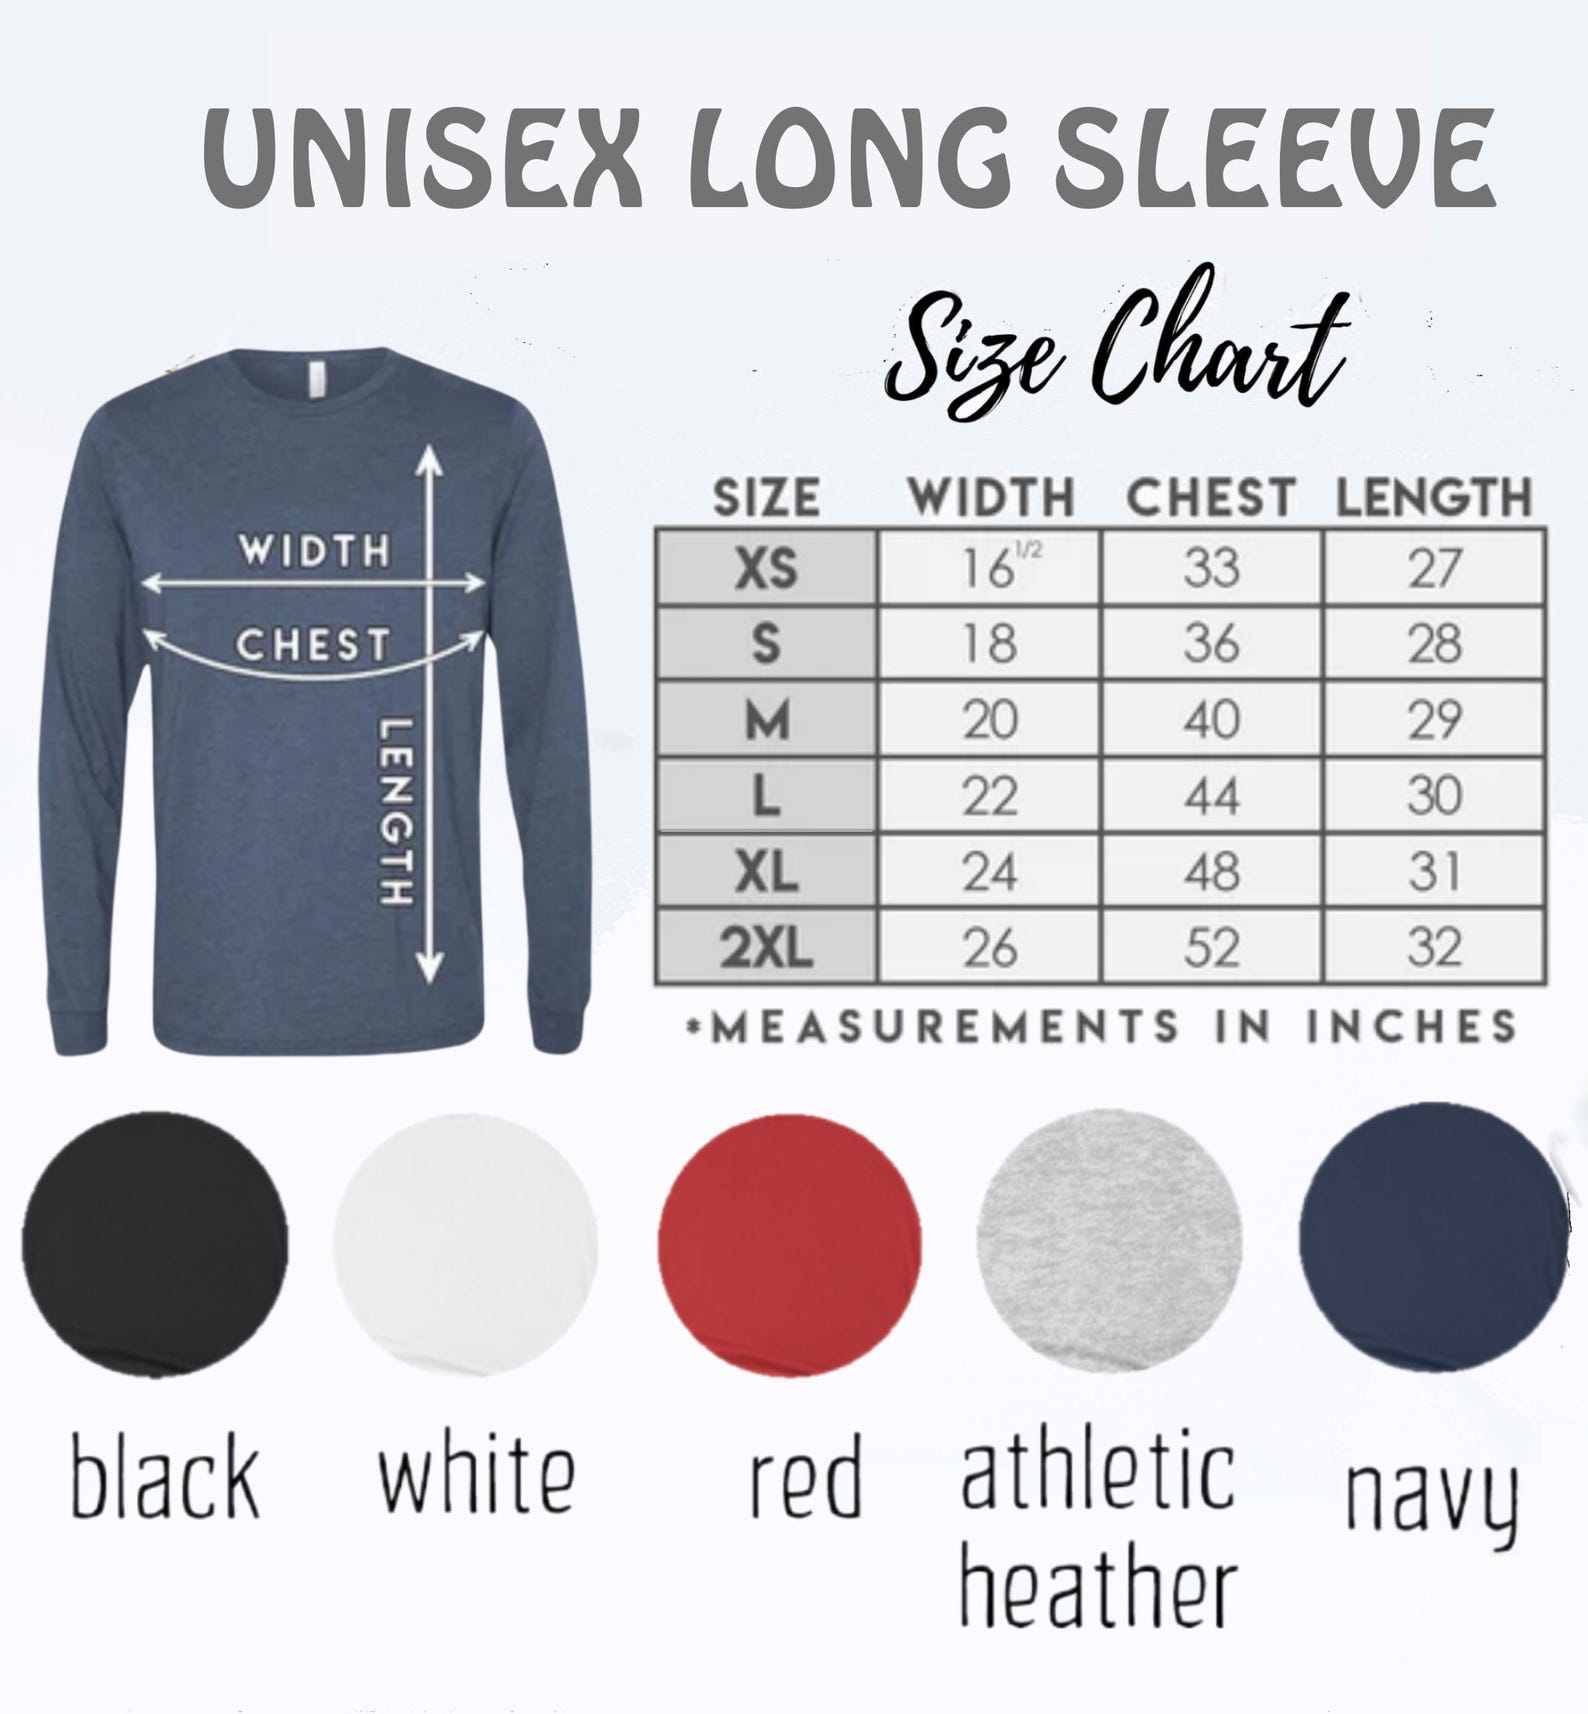 UNISEX LONG SLEEVE
Size Chart
WIDTH
CHEST
LENGTH
SIZE WIDTH CHEST LENGTH
XS 16 1/2 33 27
S 18 36 28
M 20 40 29
L 22 44 30
XL 24 48 31
2XL 26 52 32
*MEASUREMENTS IN INCHES
black
white
red
athletic
heather
navy